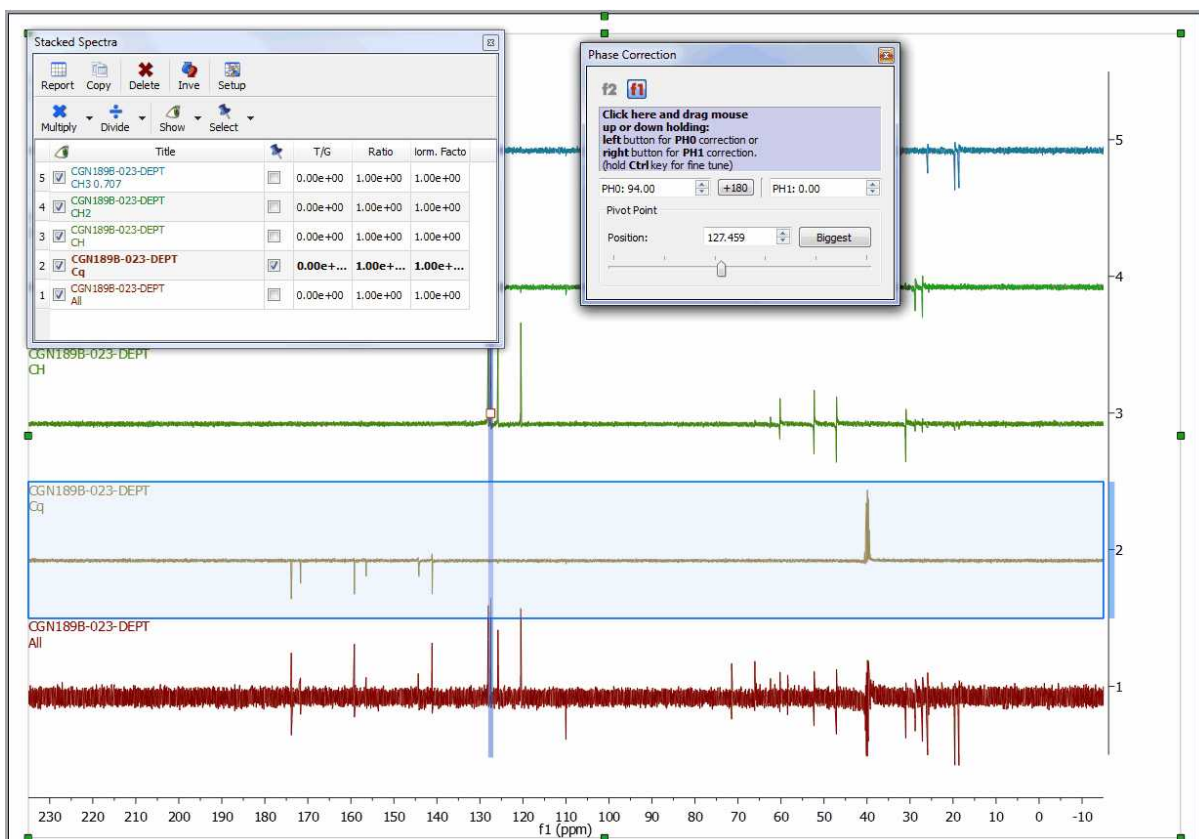 Stacked Spectra
Report Copy Delete Inve Setup
Multiply Divide Show Select
Title T/G Ratio lorm. Facto
5 CGN189B-023-DEPT 0.00e+00 1.00e+00 1.00e+00
CH3 0.707
4 CGN189B-023-DEPT 0.00e+00 1.00e+00 1.00e+00
CH2
3 CGN189B-023-DEPT 0.00e+00 1.00e+00 1.00e+00
CH
2 CGN189B-023-DEPT 0.00e+... 1.00e+... 1.00e+...
Cq
1 CGN189B-023-DEPT 0.00e+00 1.00e+00 1.00e+00
All
Phase Correction
f2 f1
Click here and drag mouse
up or down holding:
left button for PH0 correction or
right button for PH1 correction.
(hold Ctrl key for fine tune)
PH0: 94.00 +180 PH1: 0.00
Pivot Point
Position: 127.459 Biggest
5
4
CGN189B-023-DEPT
CH
3
CGN189B-023-DEPT
Cq
2
CGN189B-023-DEPT
All
1
230 220 210 200 190 180 170 160 150 140 130 120 110 100 90 80 70 60 50 40 30 20 10 0 -10
f1 (ppm)